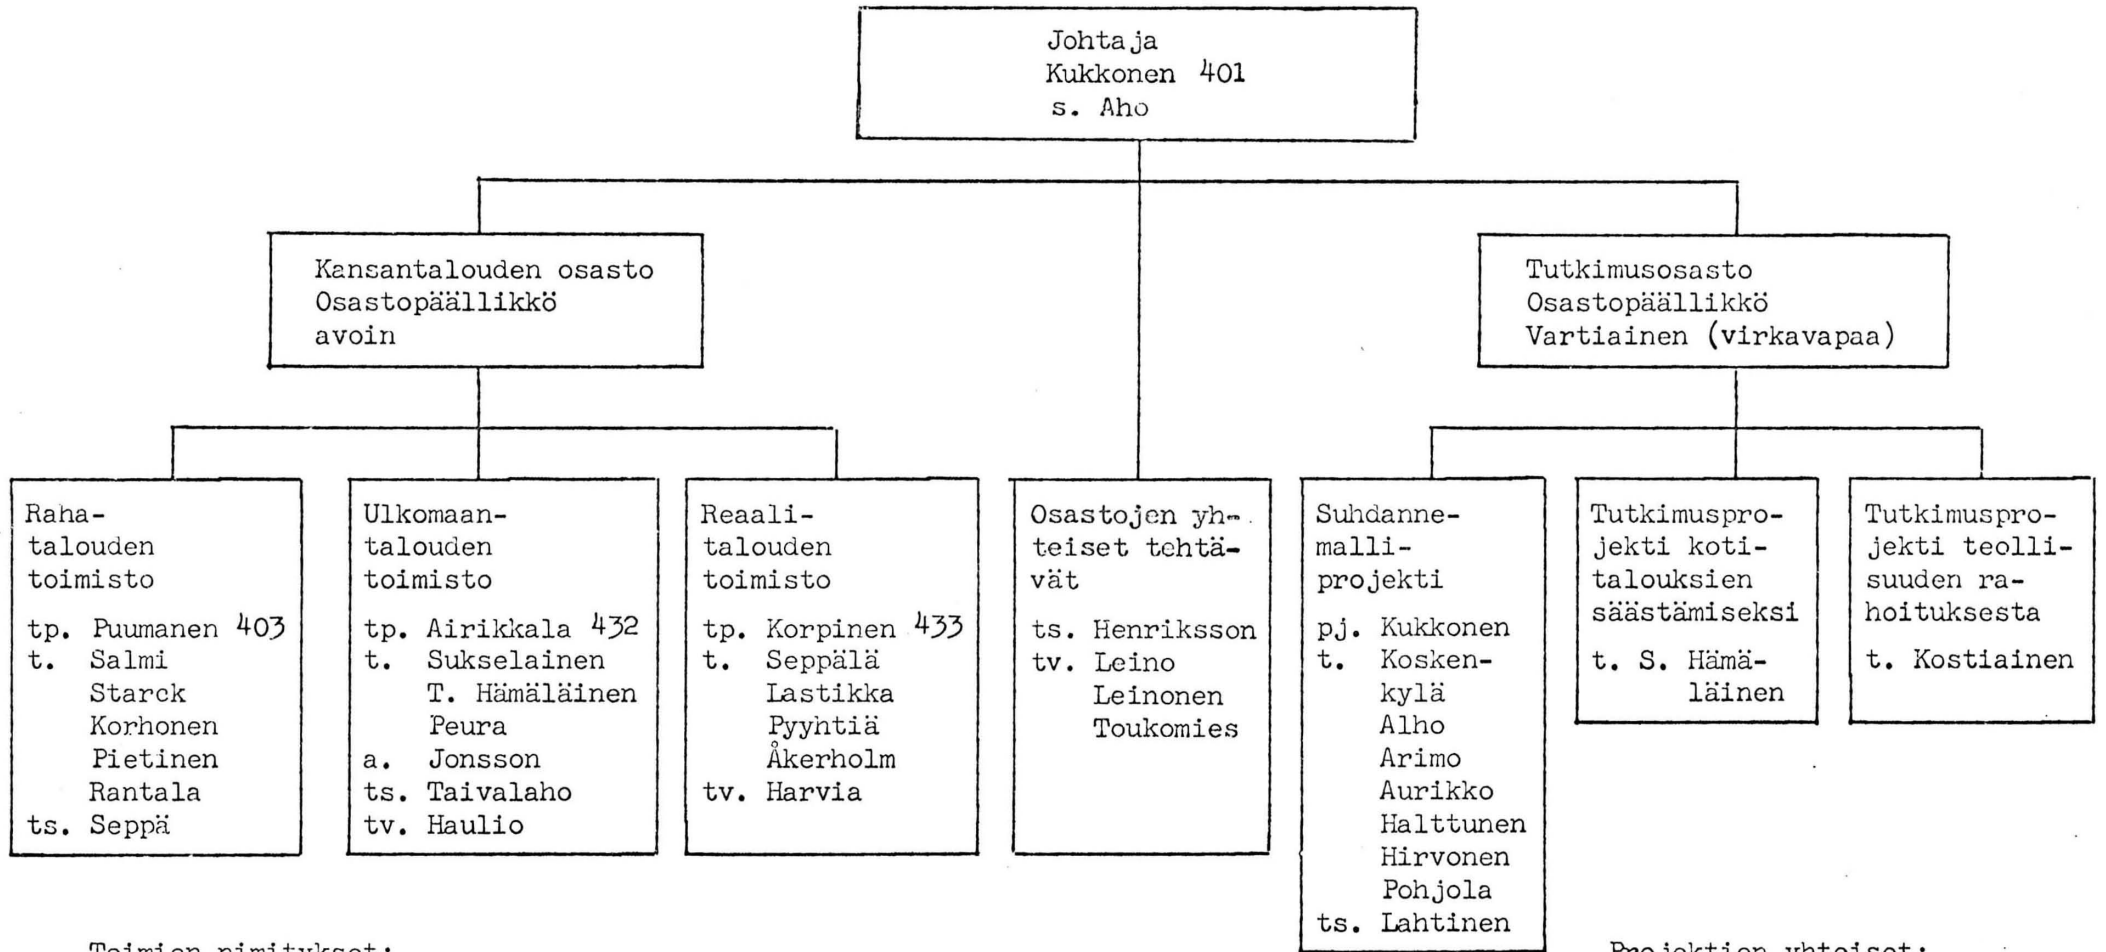 Johtaja
Kukkonen 401
s. Aho
Kansantalouden osasto
Osastopäällikkö
avoin
Tutkimusosasto
Osastopäällikkö
Vartiainen (virkavapaa)
Raha-
talouden
toimisto
tp. Puumanen 403
t. Salmi
Starck
Korhonen
Pietinen
Rantala
ts. Seppä
Ulkomaan-
talouden
toimisto
tp. Airikkala 432
t. Sukselainen
T. Hämäläinen
Peura
a. Jonsson
ts. Taivalaho
tv. Haulio
Reaali-
talouden
toimisto
tp. Korpinen 433
t. Seppälä
Lastikka
Pyyhtiä
Åkerholm
tv. Harvia
Osastojen yh-
teiset tehtä-
vät
ts. Henriksson
tv. Leino
Leinonen
Toukomies
Suhdanne-
malli-
projekti
pj. Kukkonen
t. Kosken-
kylä
Alho
Arimo
Aurikko
Halttunen
Hirvonen
Pohjola
ts. Lahtinen
Tutkimuspro-
jekti koti-
talouksien
säästämiseksi
t. S. Hämä-
läinen
Tutkimuspro-
jekti teolli-
suuden ra-
hoituksesta
t. Kostiainen
Toimien nimitykset:
Projektien yhteiset: